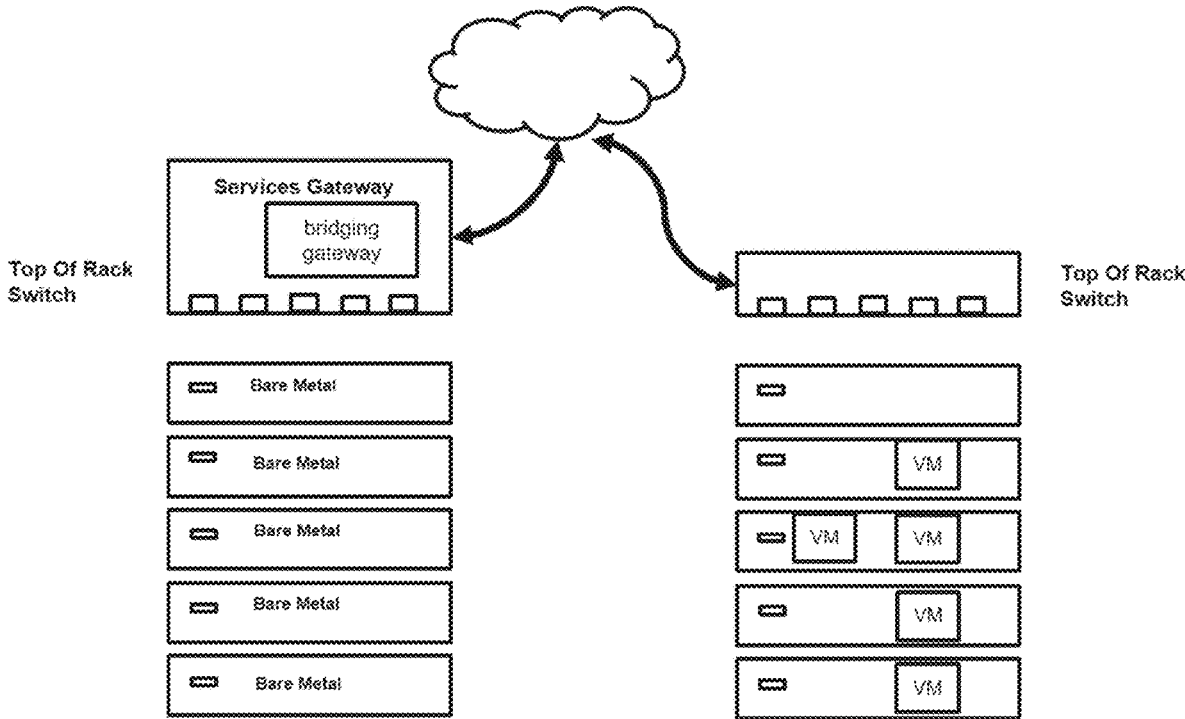 Services Gateway
bridging
gateway
Top Of Rack
Switch
Top Of Rack
Switch
Bare Metal
Bare Metal
VM
Bare Metal
VM VM
Bare Metal
VM
Bare Metal
VM